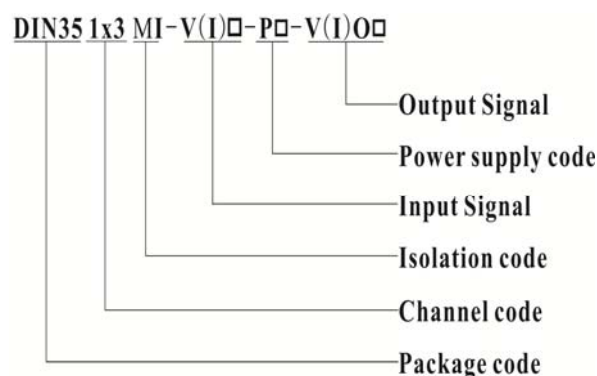 DIN35 1x3 MI-V(I)□-P□-V(I)O□
Output Signal
Power supply code
Input Signal
Isolation code
Channel code
Package code